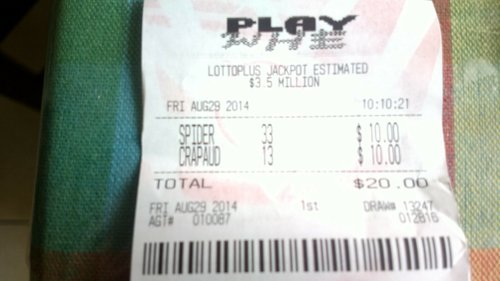 PLAY
WHE
LOTTOPLUS JACKPOT ESTIMATED
$3.5 MILLION
FRI AUG29 2014 10:10:21
SPIDER 33 $ 10.00
CRAPAUD 13 $ 10.00
TOTAL $20.00
FRI AUG29 2014 1st DRAW# 13247
AGT# 010087 012816